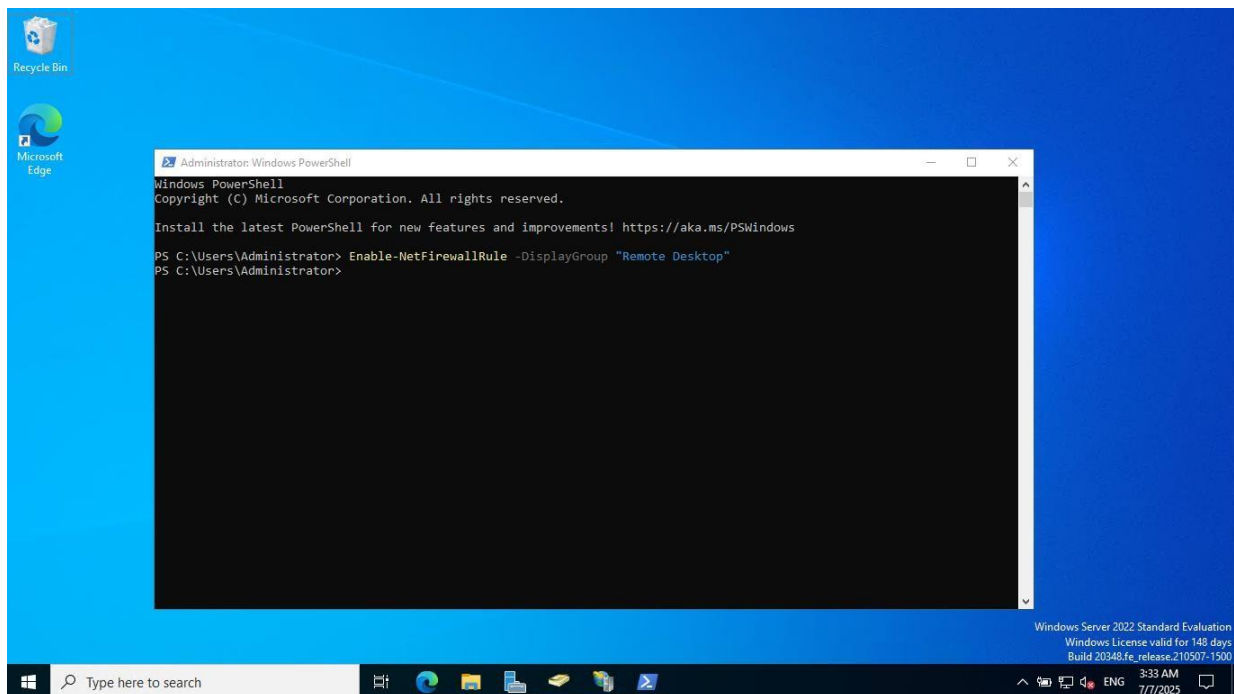 Recycle Bin
Microsoft
Edge
Administrator: Windows PowerShell
Windows PowerShell
Copyright (C) Microsoft Corporation. All rights reserved.
Install the latest PowerShell for new features and improvements! https://aka.ms/PSWindows
PS C:\Users\Administrator> Enable-NetFirewallRule -DisplayGroup "Remote Desktop"
PS C:\Users\Administrator>
Windows Server 2022 Standard Evaluation
Windows License valid for 148 days
Build 20348.fe_release.210507-1500
Type here to search
ENG
3:33 AM
7/7/2025